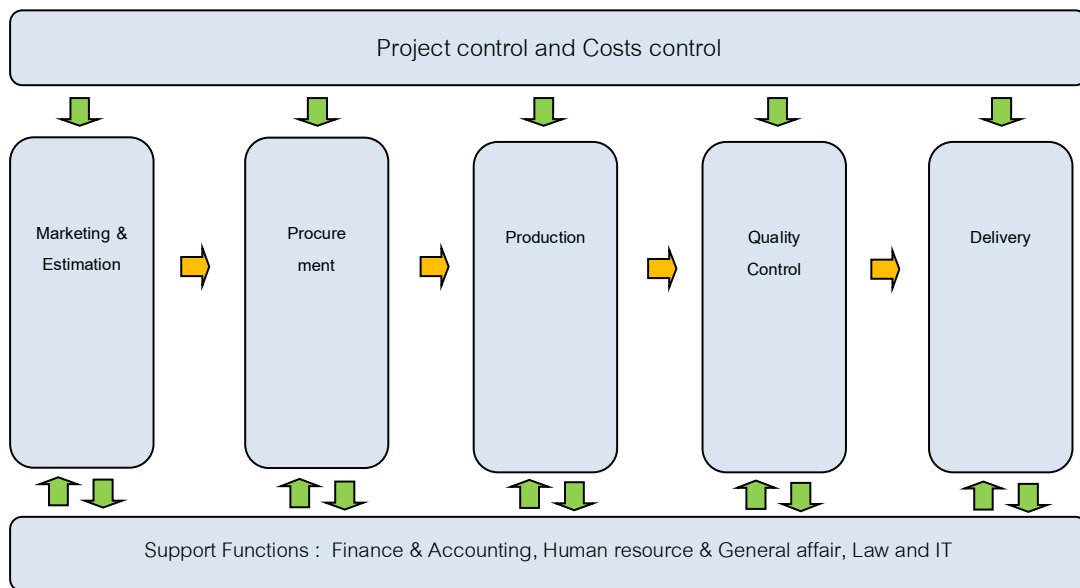 Project control and Costs control
Marketing &
Estimation
Procure
ment
Production
Quality
Control
Delivery
Support Functions :  Finance & Accounting, Human resource & General affair, Law and IT